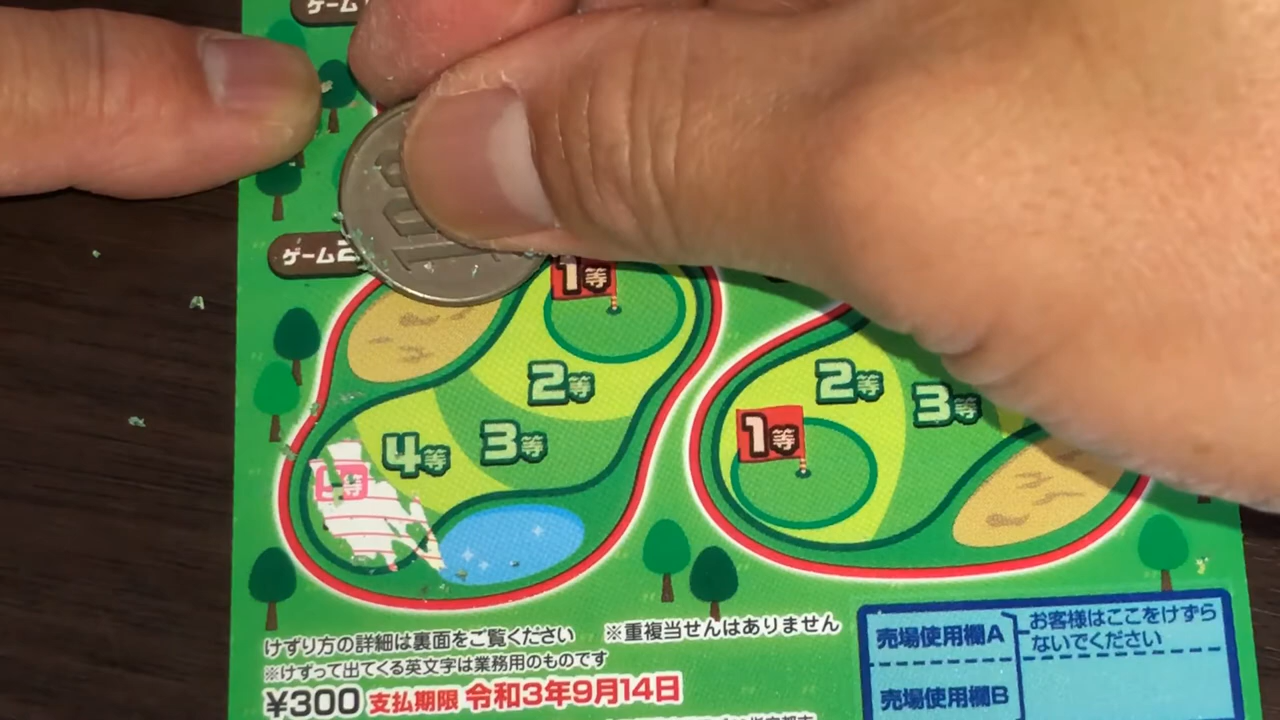 ゲーム
100
ゲーム2
1等
2等
3等
4等
2等
3等
1等
けずり方の詳細は裏面をご覧ください ※重複当せんはありません
※けずって出てくる英文字は業務用のものです
¥300 支払期限 令和3年9月14日
売場使用欄A
お客様はここをけずら
ないでください
売場使用欄B